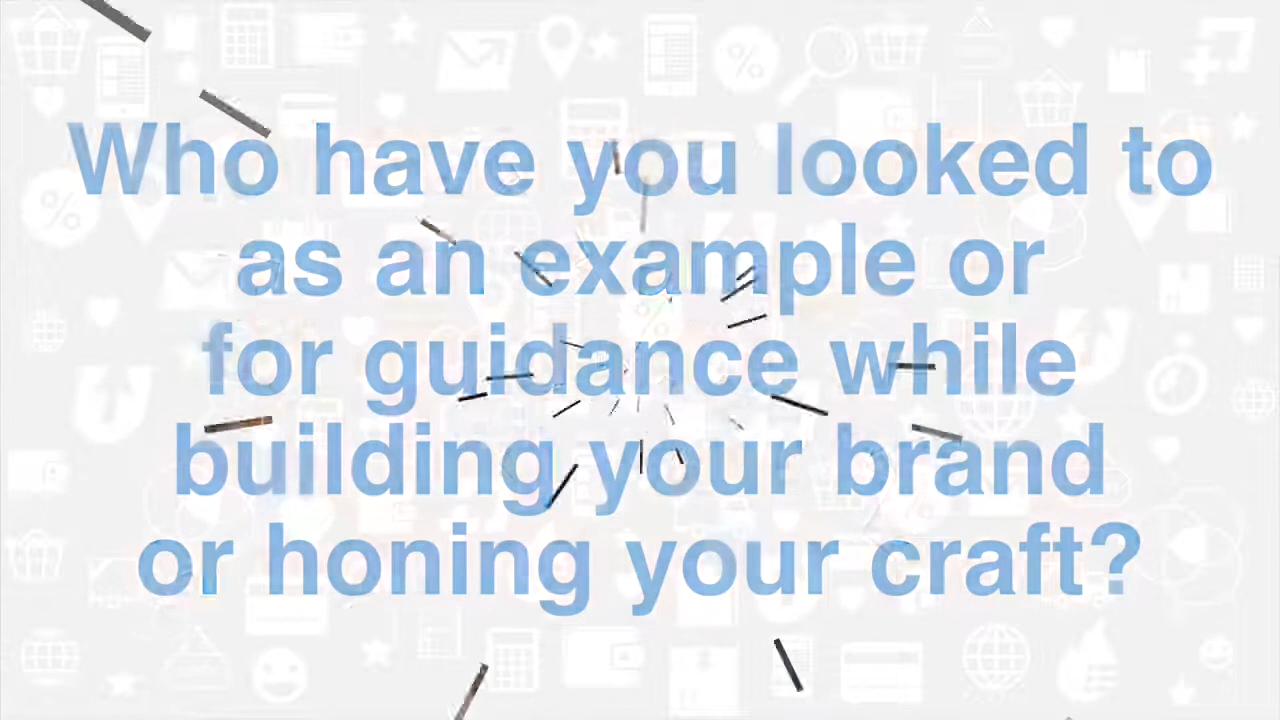 Who have you looked to
as an example or
for guidance while
building your brand
or honing your craft?